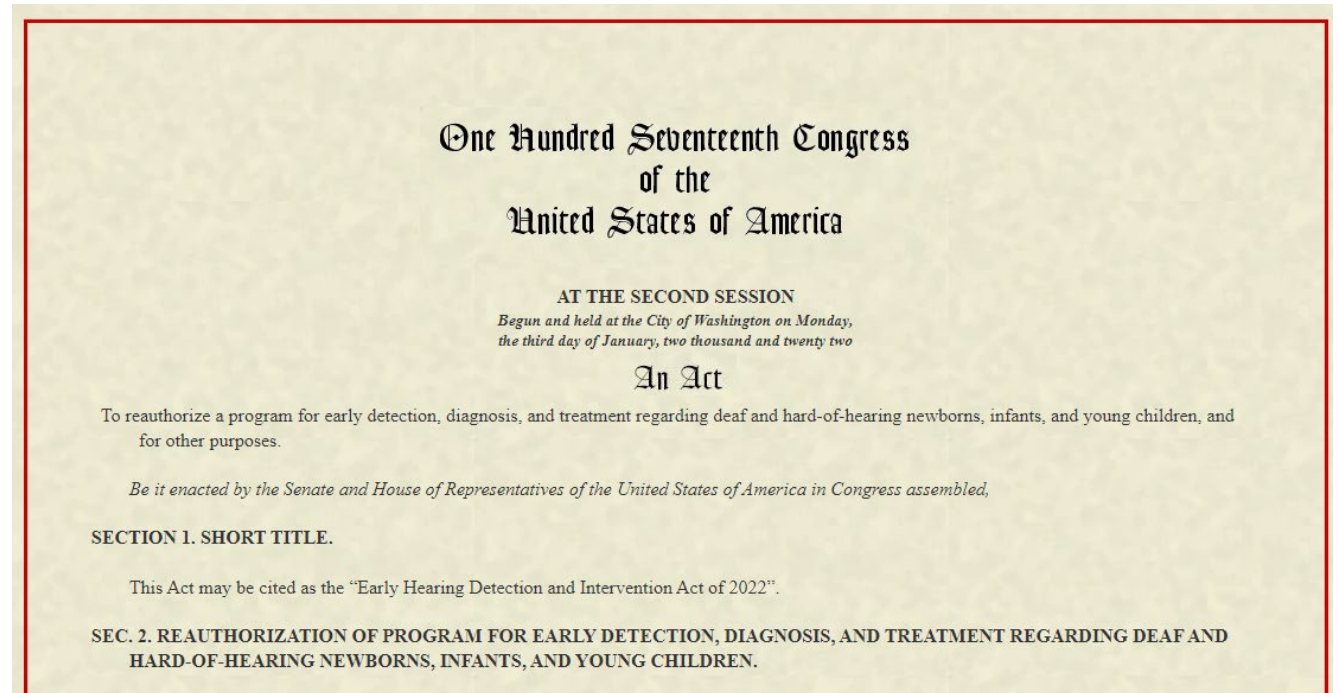 One Hundred Seventeenth Congress
of the
United States of America
AT THE SECOND SESSION
Begun and held at the City of Washington on Monday,
the third day of January, two thousand and twenty two
An Act
To reauthorize a program for early detection, diagnosis, and treatment regarding deaf and hard-of-hearing newborns, infants, and young children, and
for other purposes.
Be it enacted by the Senate and House of Representatives of the United States of America in Congress assembled,
SECTION 1. SHORT TITLE.
This Act may be cited as the “Early Hearing Detection and Intervention Act of 2022”.
SEC. 2. REAUTHORIZATION OF PROGRAM FOR EARLY DETECTION, DIAGNOSIS, AND TREATMENT REGARDING DEAF AND
HARD-OF-HEARING NEWBORNS, INFANTS, AND YOUNG CHILDREN.